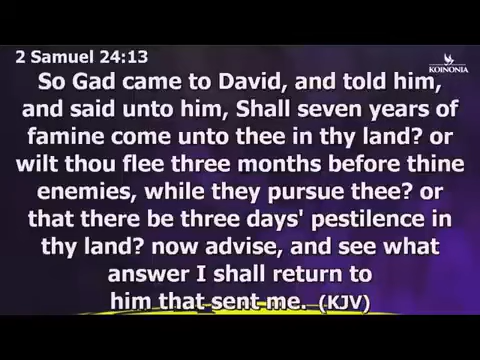 2 Samuel 24:13
KOINONIA
So Gad came to David, and told him,
and said unto him, Shall seven years of
famine come unto thee in thy land? or
wilt thou flee three months before thine
enemies, while they pursue thee? or
that there be three days' pestilence in
thy land? now advise, and see what
answer I shall return to
him that sent me. (KJV)